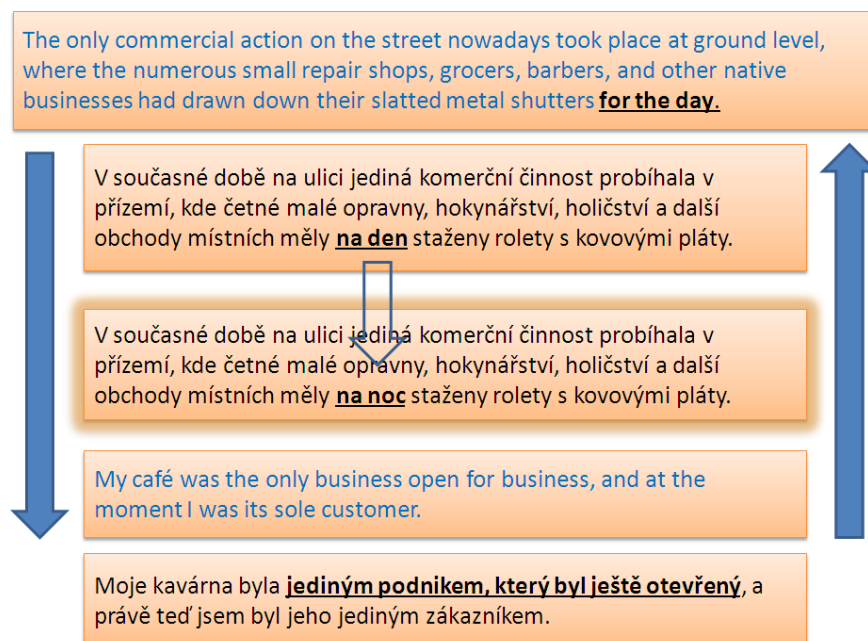 The only commercial action on the street nowadays took place at ground level,
where the numerous small repair shops, grocers, barbers, and other native
businesses had drawn down their slatted metal shutters for the day.
V současné době na ulici jediná komerční činnost probíhala v
přízemí, kde četné malé opravny, hokynářství, holičství a další
obchody místních měly na den staženy rolety s kovovými pláty.
V současné době na ulici jediná komerční činnost probíhala v
přízemí, kde četné malé opravny, hokynářství, holičství a další
obchody místních měly na noc staženy rolety s kovovými pláty.
My café was the only business open for business, and at the
moment I was its sole customer.
Moje kavárna byla jediným podnikem, který byl ještě otevřený, a
právě teď jsem byl jeho jediným zákazníkem.